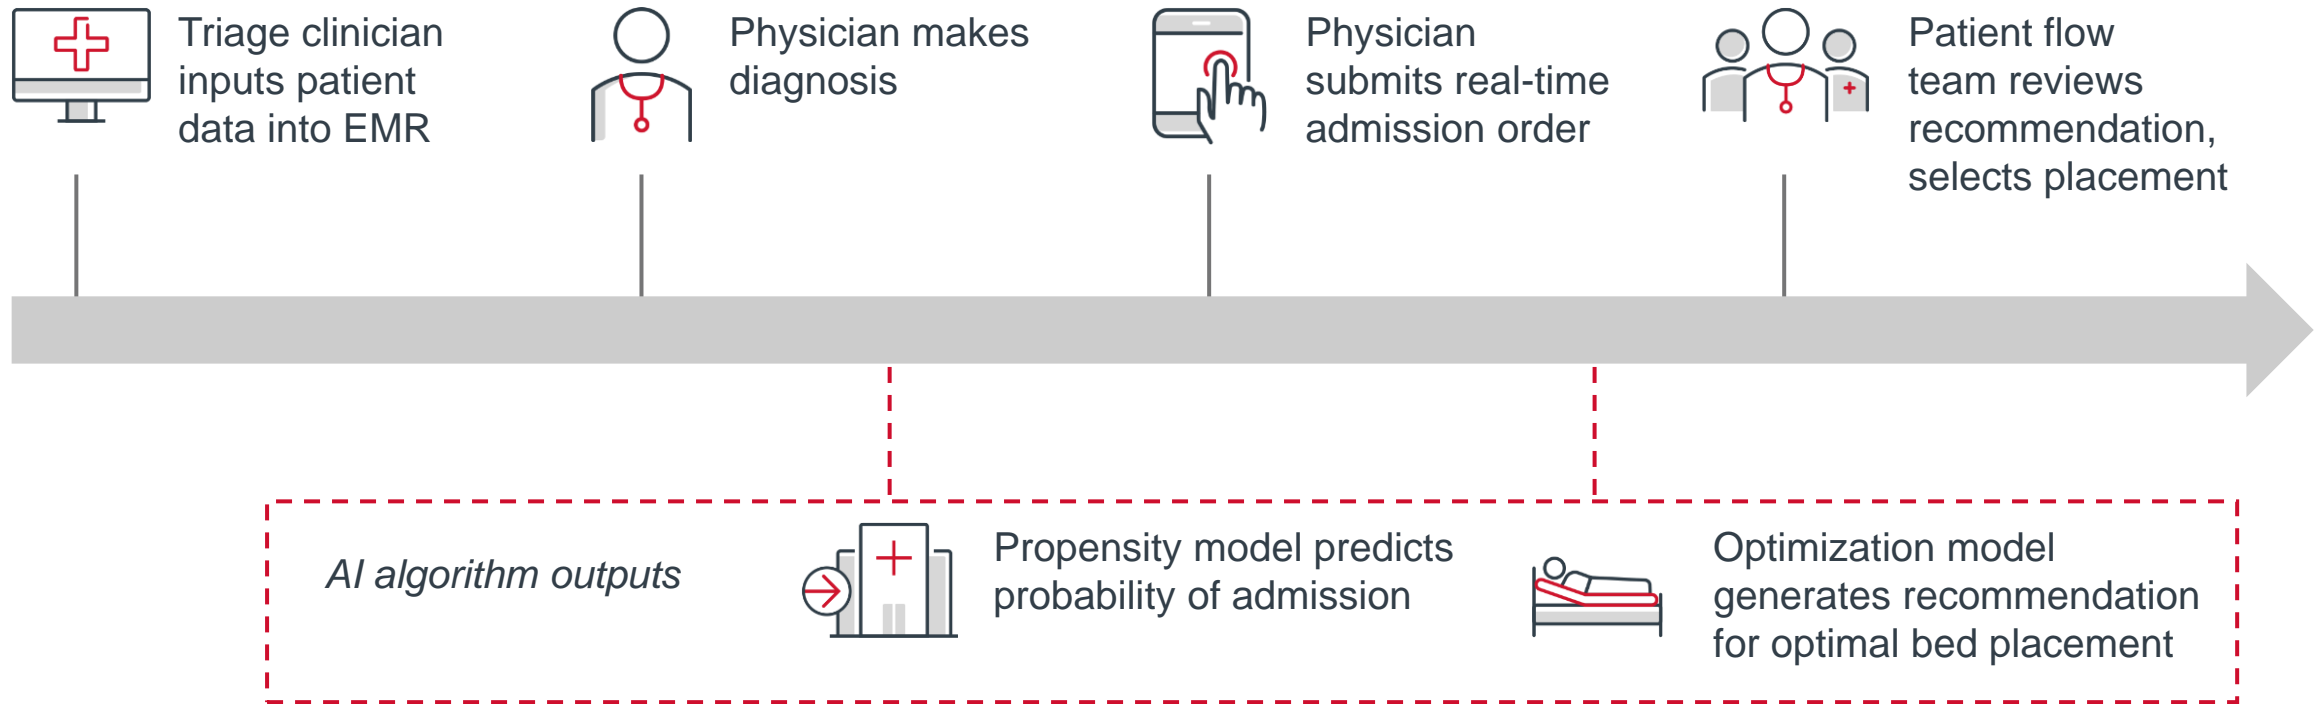 Triage clinician
inputs patient
data into EMR
Physician makes
diagnosis
Physician
submits real-time
admission order
Patient flow
team reviews
recommendation,
selects placement
AI algorithm outputs
Propensity model predicts
probability of admission
Optimization model
generates recommendation
for optimal bed placement